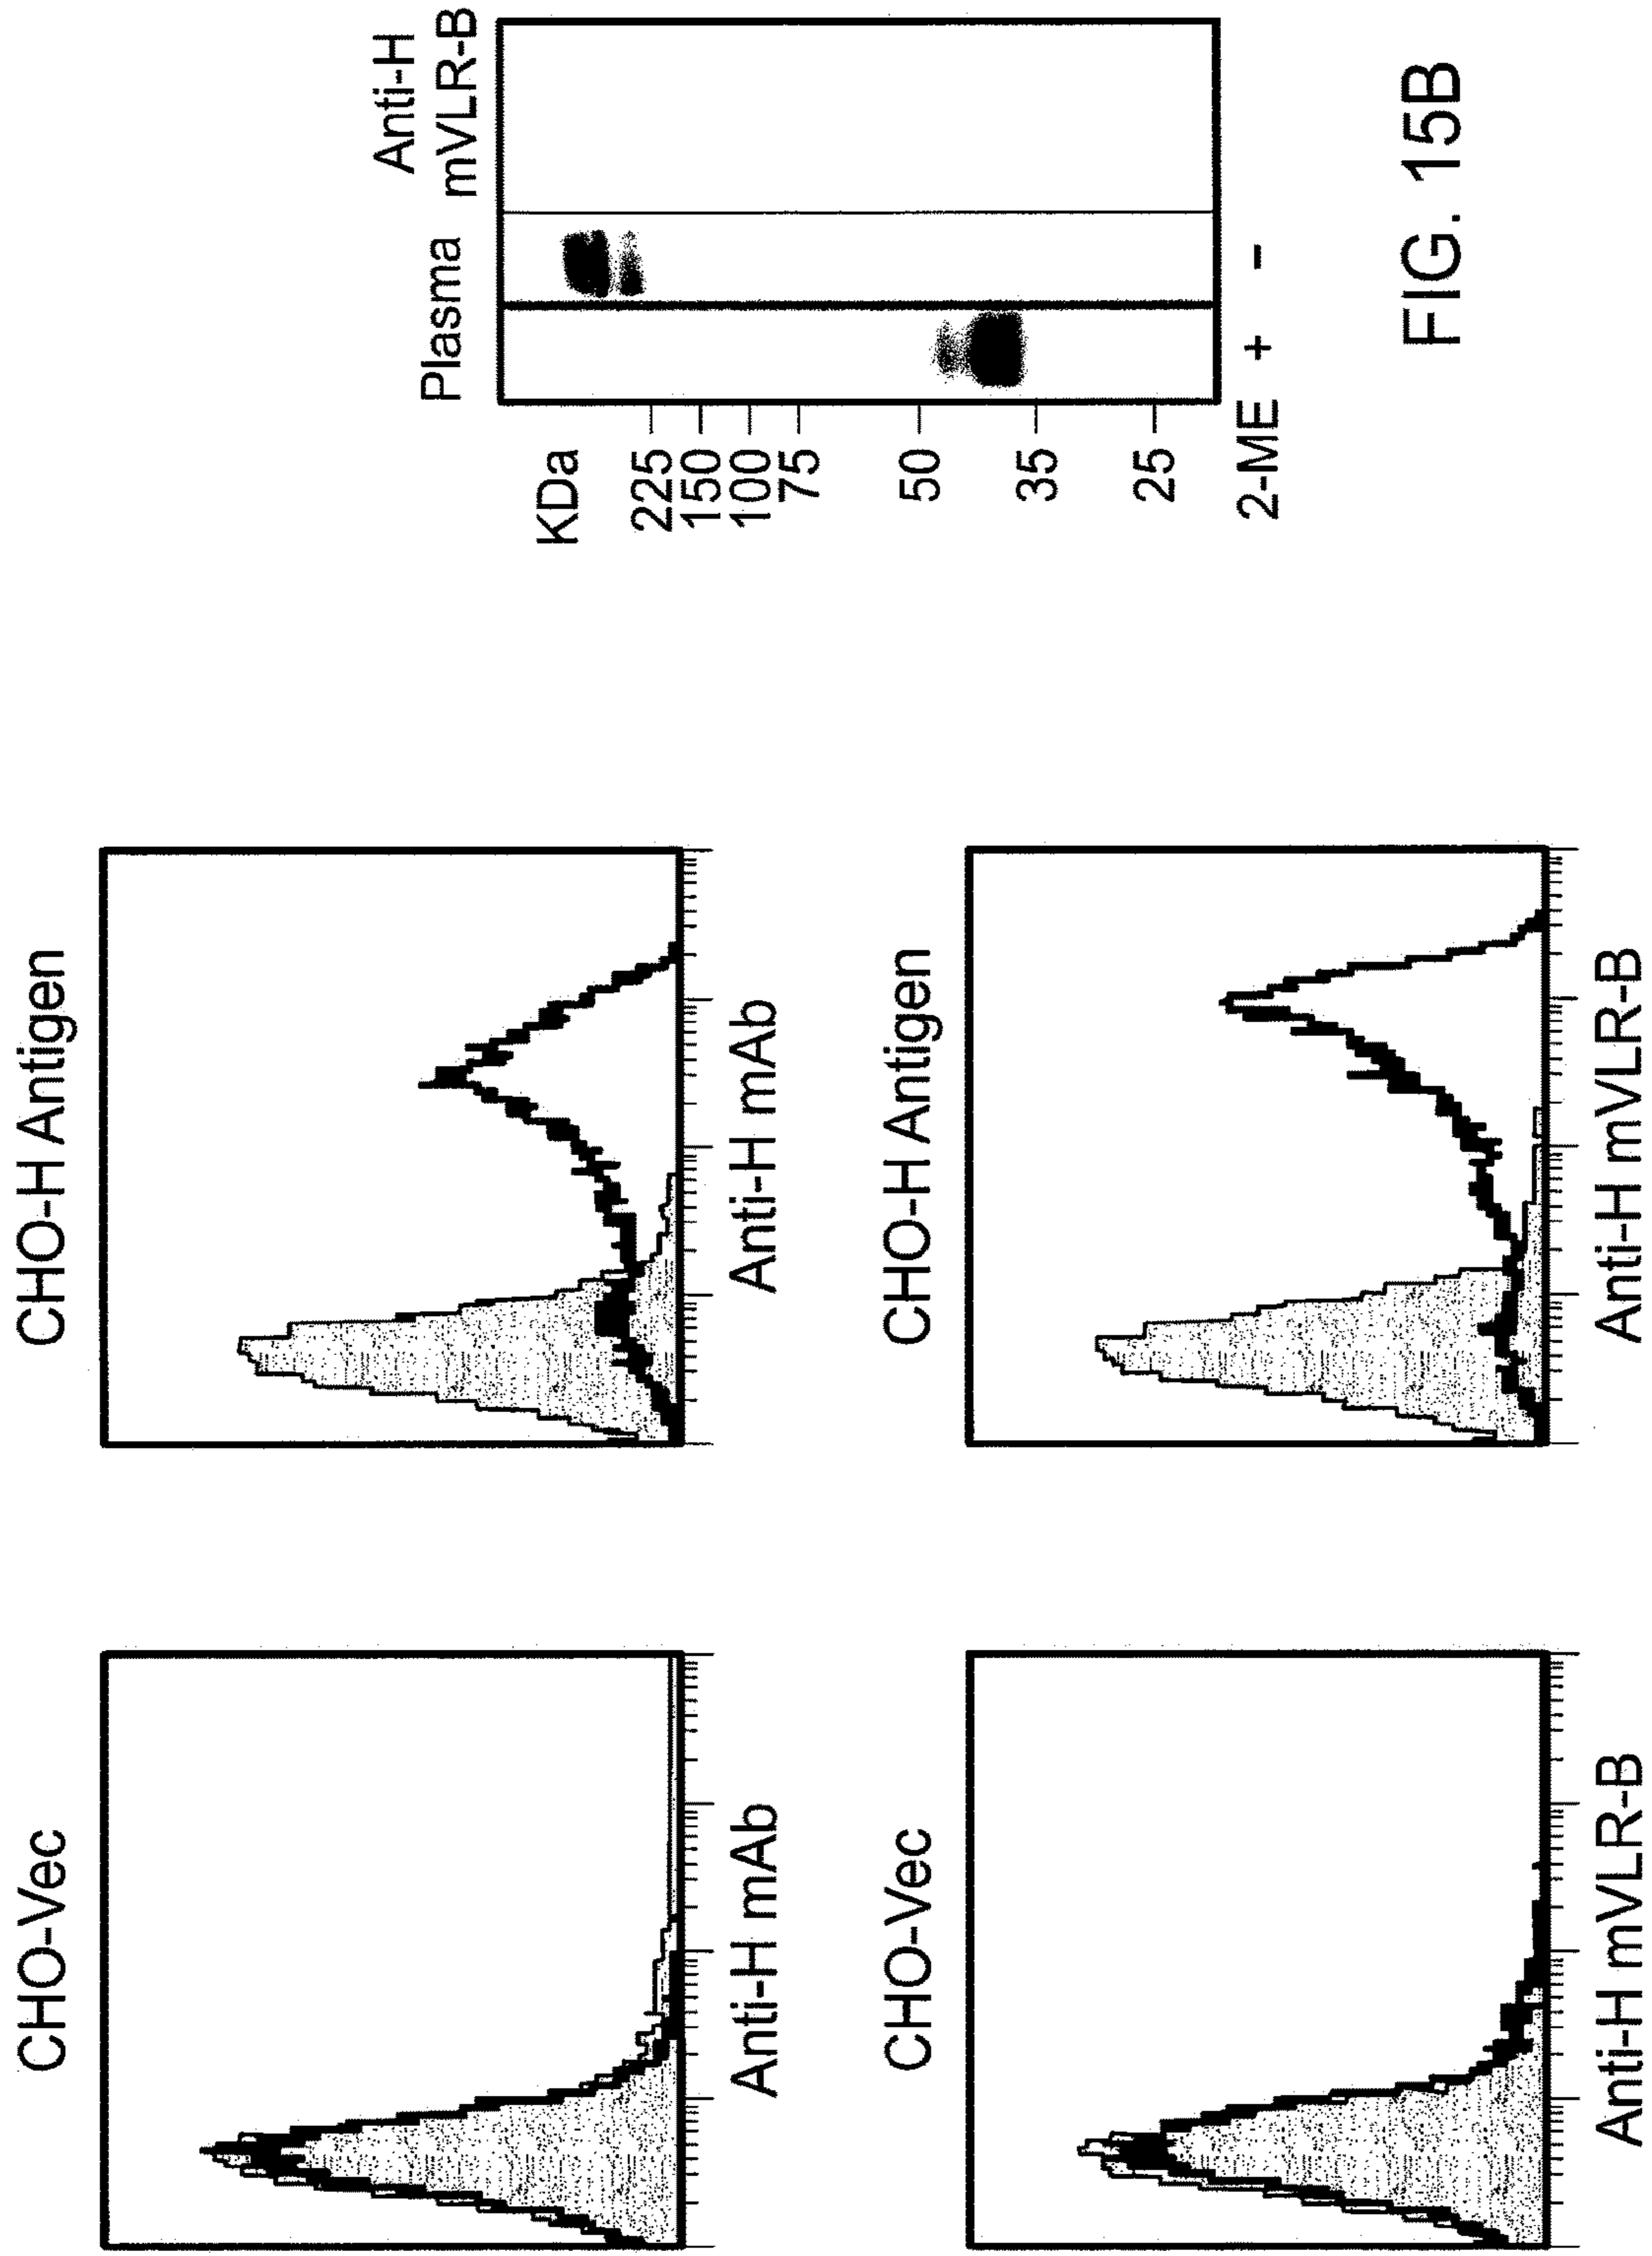 CHO-Vec
Anti-H mAb
CHO-H Antigen
Anti-H mAb
CHO-Vec
Anti-H mVLR-B
CHO-H Antigen
Anti-H mVLR-B
Plasma
Anti-H
mVLR-B
KDa
225
150
100
75
50
35
25
2-ME + −
FIG. 15B